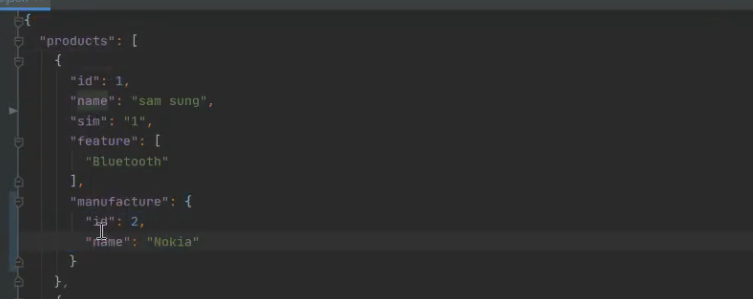 {
"products": [
{
"id": 1,
"name": "sam sung",
"sim": "1",
"feature": [
"Bluetooth"
],
"manufacture": {
"id": 2,
"name": "Nokia"
}
},
{